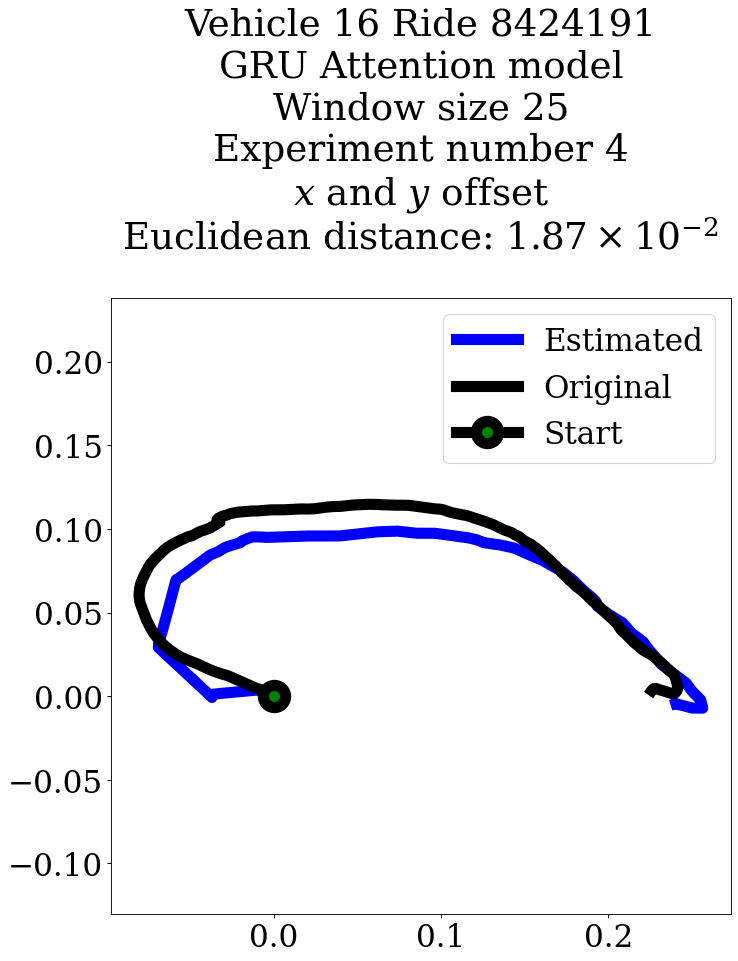 Vehicle 16 Ride 8424191
GRU Attention model
Window size 25
Experiment number 4
x and y offset
Euclidean distance: 1.87 × 10⁻²
Estimated
Original
Start
0.20
0.15
0.10
0.05
0.00
−0.05
−0.10
0.0 0.1 0.2